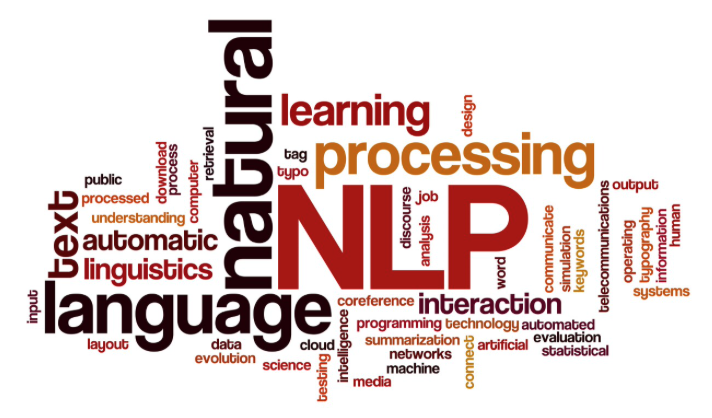 natural
learning
design
processing
tag
typo
retrieval
download
process
computer
public
processed
understanding
text
automatic
linguistics
NLP
discourse
job
analysis
word
communicate
simulation
keywords
telecommunications
output
operating
typography
information
human
systems
input
language
coreference
interaction
layout
data
evolution
science
cloud
testing
intelligence
programming
technology
automated
summarization
networks
machine
media
connect
artificial
evaluation
statistical